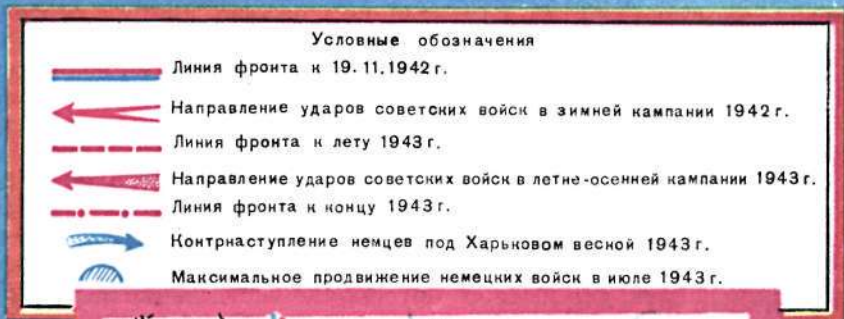 Условные обозначения
Линия фронта к 19.11.1942 г.
Направление ударов советских войск в зимней кампании 1942 г.
Линия фронта к лету 1943 г.
Направление ударов советских войск в летне-осенней кампании 1943 г.
Линия фронта к концу 1943 г.
Контрнаступление немцев под Харьковом весной 1943 г.
Максимальное продвижение немецких войск в июле 1943 г.